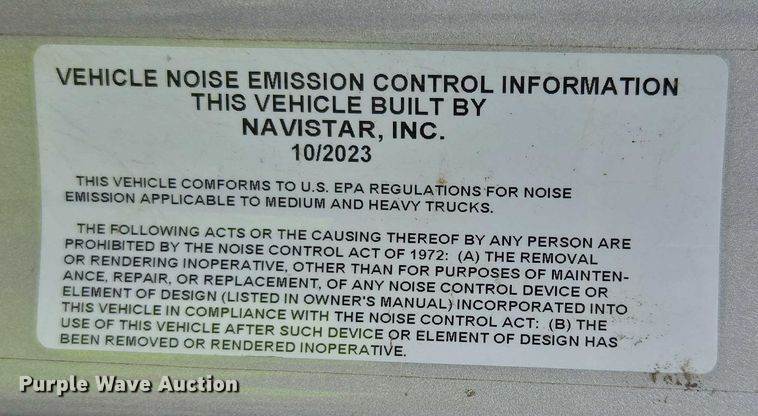 VEHICLE NOISE EMISSION CONTROL INFORMATION
THIS VEHICLE BUILT BY
NAVISTAR, INC.
10/2023
THIS VEHICLE COMFORMS TO U.S. EPA REGULATIONS FOR NOISE
EMISSION APPLICABLE TO MEDIUM AND HEAVY TRUCKS.
THE FOLLOWING ACTS OR THE CAUSING THEREOF BY ANY PERSON ARE
PROHIBITED BY THE NOISE CONTROL ACT OF 1972: (A) THE REMOVAL
OR RENDERING INOPERATIVE, OTHER THAN FOR PURPOSES OF MAINTEN-
ANCE, REPAIR, OR REPLACEMENT, OF ANY NOISE CONTROL DEVICE OR
ELEMENT OF DESIGN (LISTED IN OWNER'S MANUAL) INCORPORATED INTO
THIS VEHICLE IN COMPLIANCE WITH THE NOISE CONTROL ACT: (B) THE
USE OF THIS VEHICLE AFTER SUCH DEVICE OR ELEMENT OF DESIGN HAS
BEEN REMOVED OR RENDERED INOPERATIVE.
Purple Wave Auction